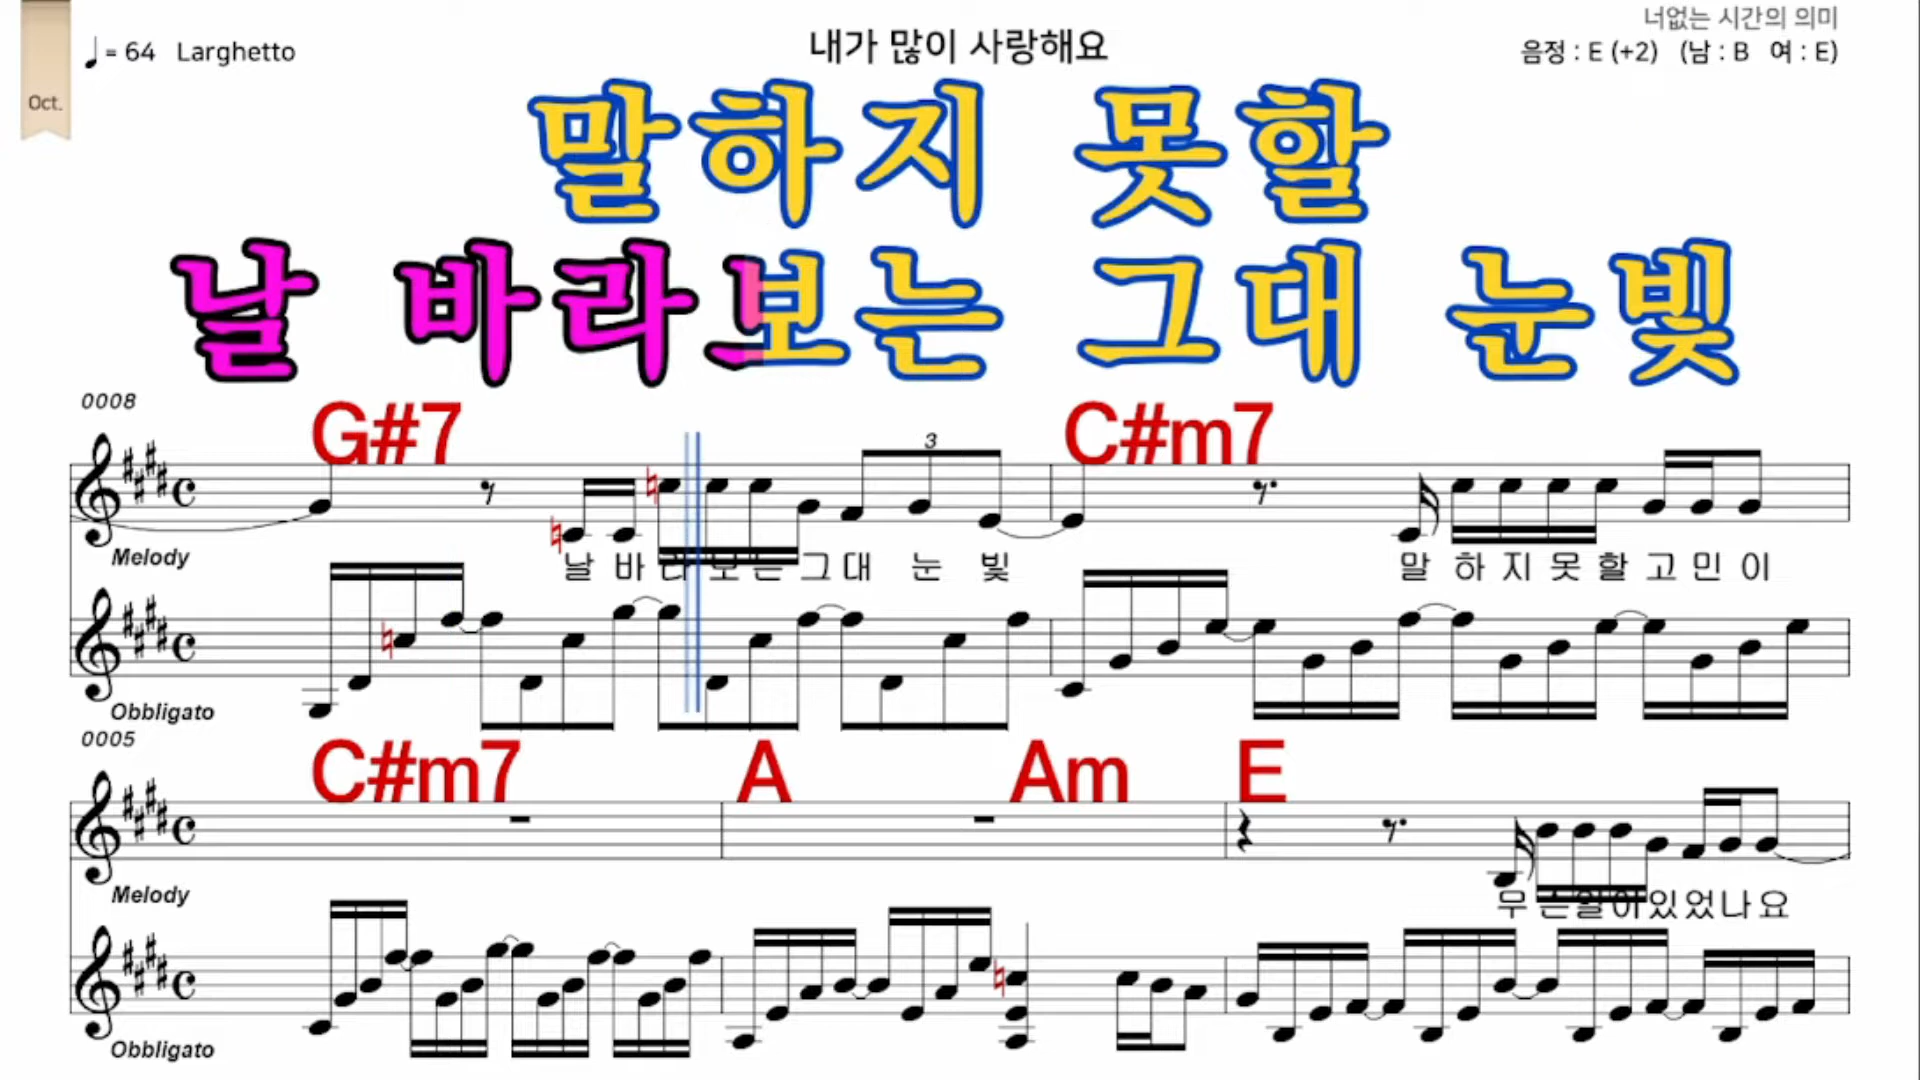 너없는 시간의 의미
♩= 64 Larghetto
내가 많이 사랑해요
음정 : E (+2) (남 : B 여 : E)
Oct.
말하지 못할
날 바라보는 그대 눈빛
0008
G#7 C#m7
3
Melody
날 바 라 보 는 그 대 눈 빛 말 하 지 못 할 고 민 이
Obbligato
0005
C#m7 A Am E
Melody
무 슨 일 이 있 었 나 요
Obbligato